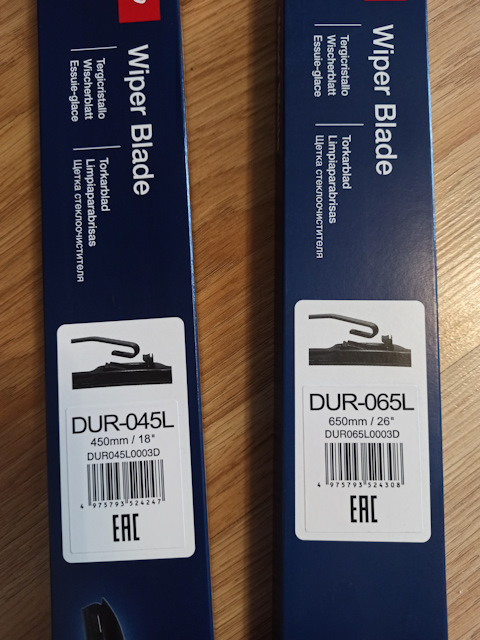 Wiper Blade
Tergicristallo
Wischerblatt
Essuie-glace
Torkarblad
Limpiaparabrisas
Щетка стеклоочистителя
DUR-045L
450mm / 18"
DUR045L0003D
4 975793 524247
EAC
Wiper Blade
Tergicristallo
Wischerblatt
Essuie-glace
Torkarblad
Limpiaparabrisas
Щетка стеклоочистителя
DUR-065L
650mm / 26"
DUR065L0003D
4 975793 524308
EAC